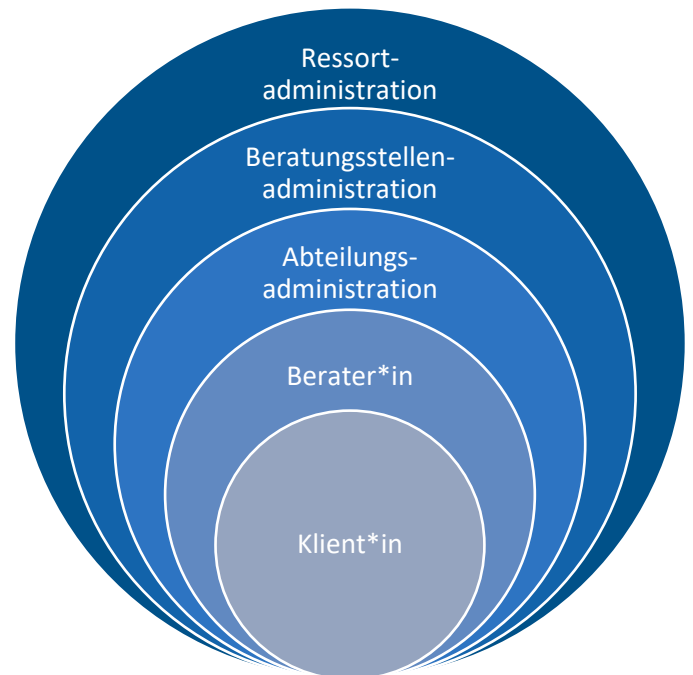 Ressort-
administration
Beratungsstellen-
administration
Abteilungs-
administration
Berater*in
Klient*in